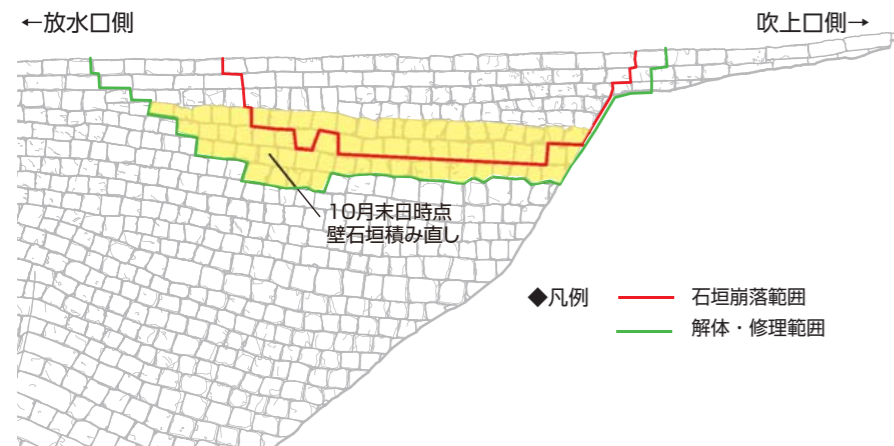 ←放水口側
吹上口側→
10月末日時点
壁石垣積み直し
◆凡例
石垣崩落範囲
解体・修理範囲